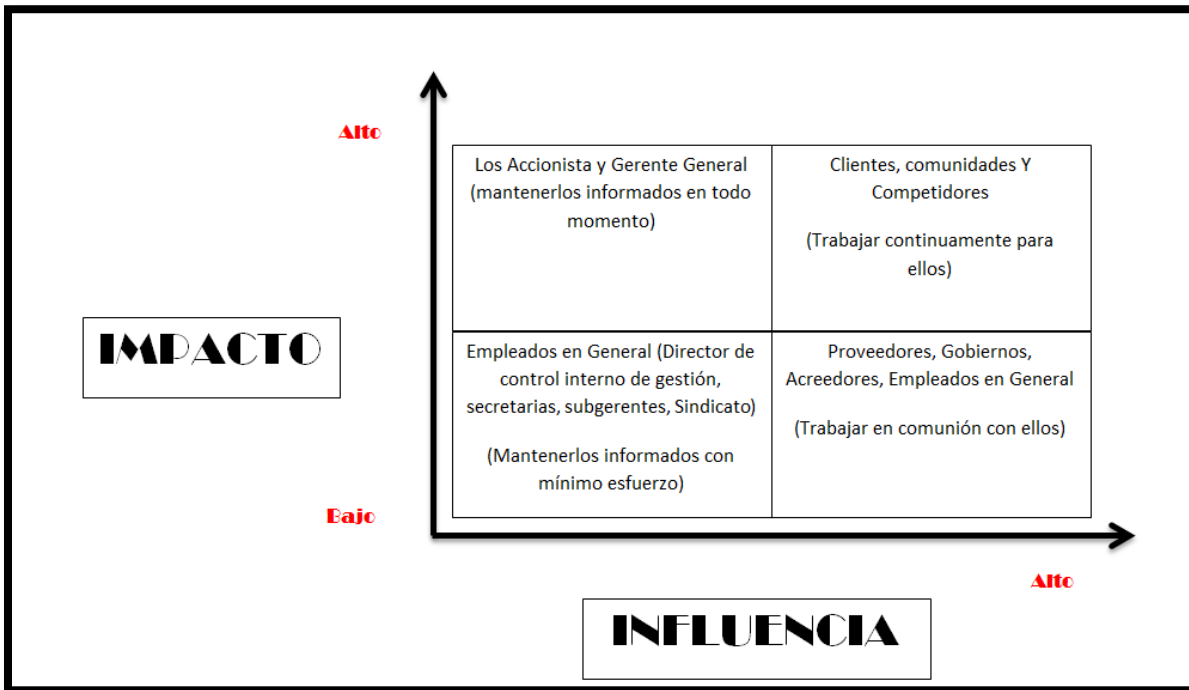 Alto
Los Accionista y Gerente General
(mantenerlos informados en todo
momento)
Clientes, comunidades Y
Competidores
(Trabajar continuamente para
ellos)
IMPACTO
Empleados en General (Director de
control interno de gestión,
secretarias, subgerentes, Sindicato)
(Mantenerlos informados con
mínimo esfuerzo)
Proveedores, Gobiernos,
Acreedores, Empleados en General
(Trabajar en comunión con ellos)
Bajo
Alto
INFLUENCIA